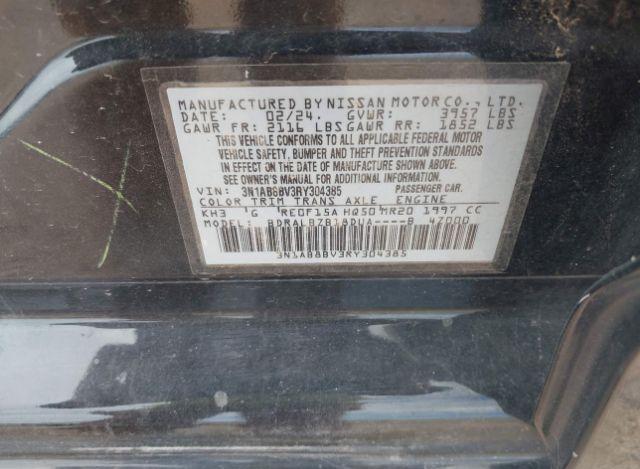 MANUFACTURED BY NISSAN MOTOR CO., LTD.
DATE: 02/24. GVWR: 3957 LBS
GAWR FR: 2116 LBS GAWR RR: 1852 LBS
THIS VEHICLE CONFORMS TO ALL APPLICABLE FEDERAL MOTOR
VEHICLE SAFETY, BUMPER AND THEFT PREVENTION STANDARDS
IN EFFECT ON THE DATE OF MANUFACTURE SHOWN ABOVE.
SEE OWNER'S MANUAL FOR ADDITIONAL INFORMATION.
VIN: 3N1AB8BV3RY304385 PASSENGER CAR.
COLOR TRIM TRANS AXLE ENGINE
KH3 G RE0F15A HQ50 MR20 1997 CC
MODEL: BDRALBZB18DUA----B 4Z000
3N1AB8BV3RY304385